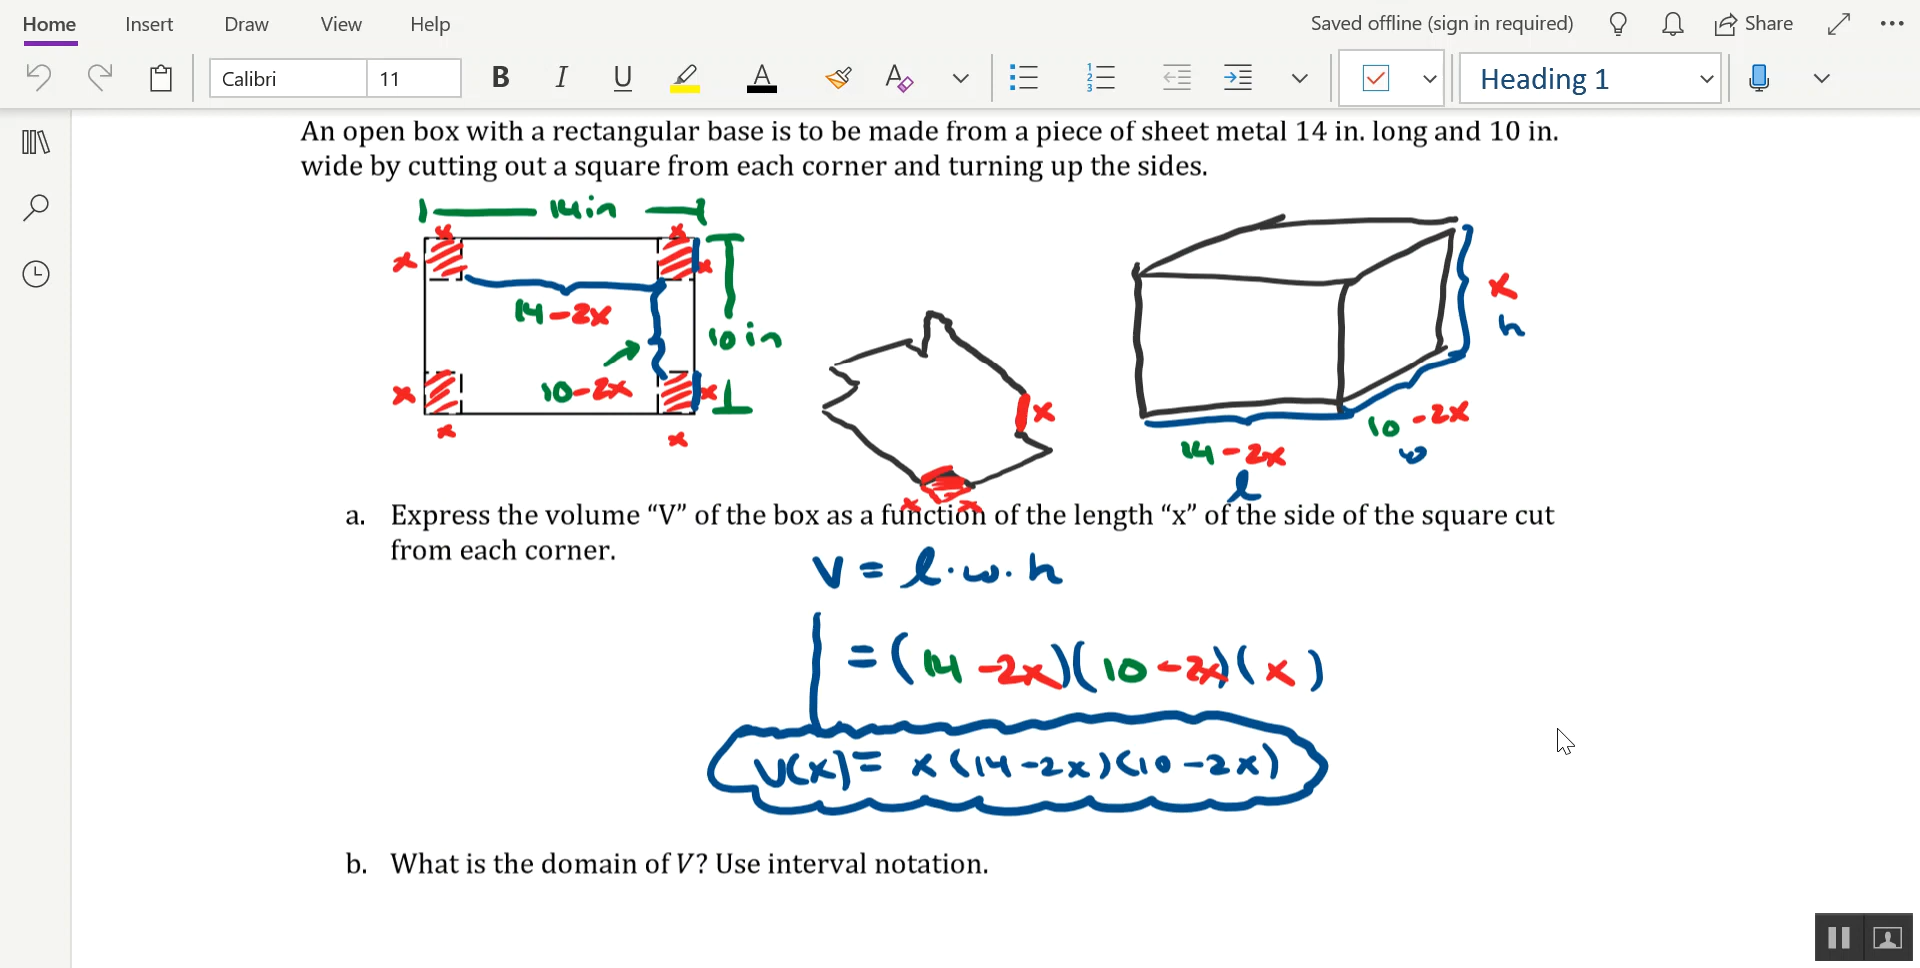 Home Insert Draw View Help Saved offline (sign in required) Share
Calibri 11 B I U A A Heading 1
An open box with a rectangular base is to be made from a piece of sheet metal 14 in. long and 10 in.
wide by cutting out a square from each corner and turning up the sides.
14 in
x x
x x
14-2x
10 in
10-2x
x x
x x
x
x x
x
h
10-2x
w
14-2x
l
a. Express the volume “V” of the box as a function of the length “x” of the side of the square cut
from each corner.
V = l·w·h
= (14-2x)(10-2x)(x)
V(x) = x(14-2x)(10-2x)
b. What is the domain of V? Use interval notation.